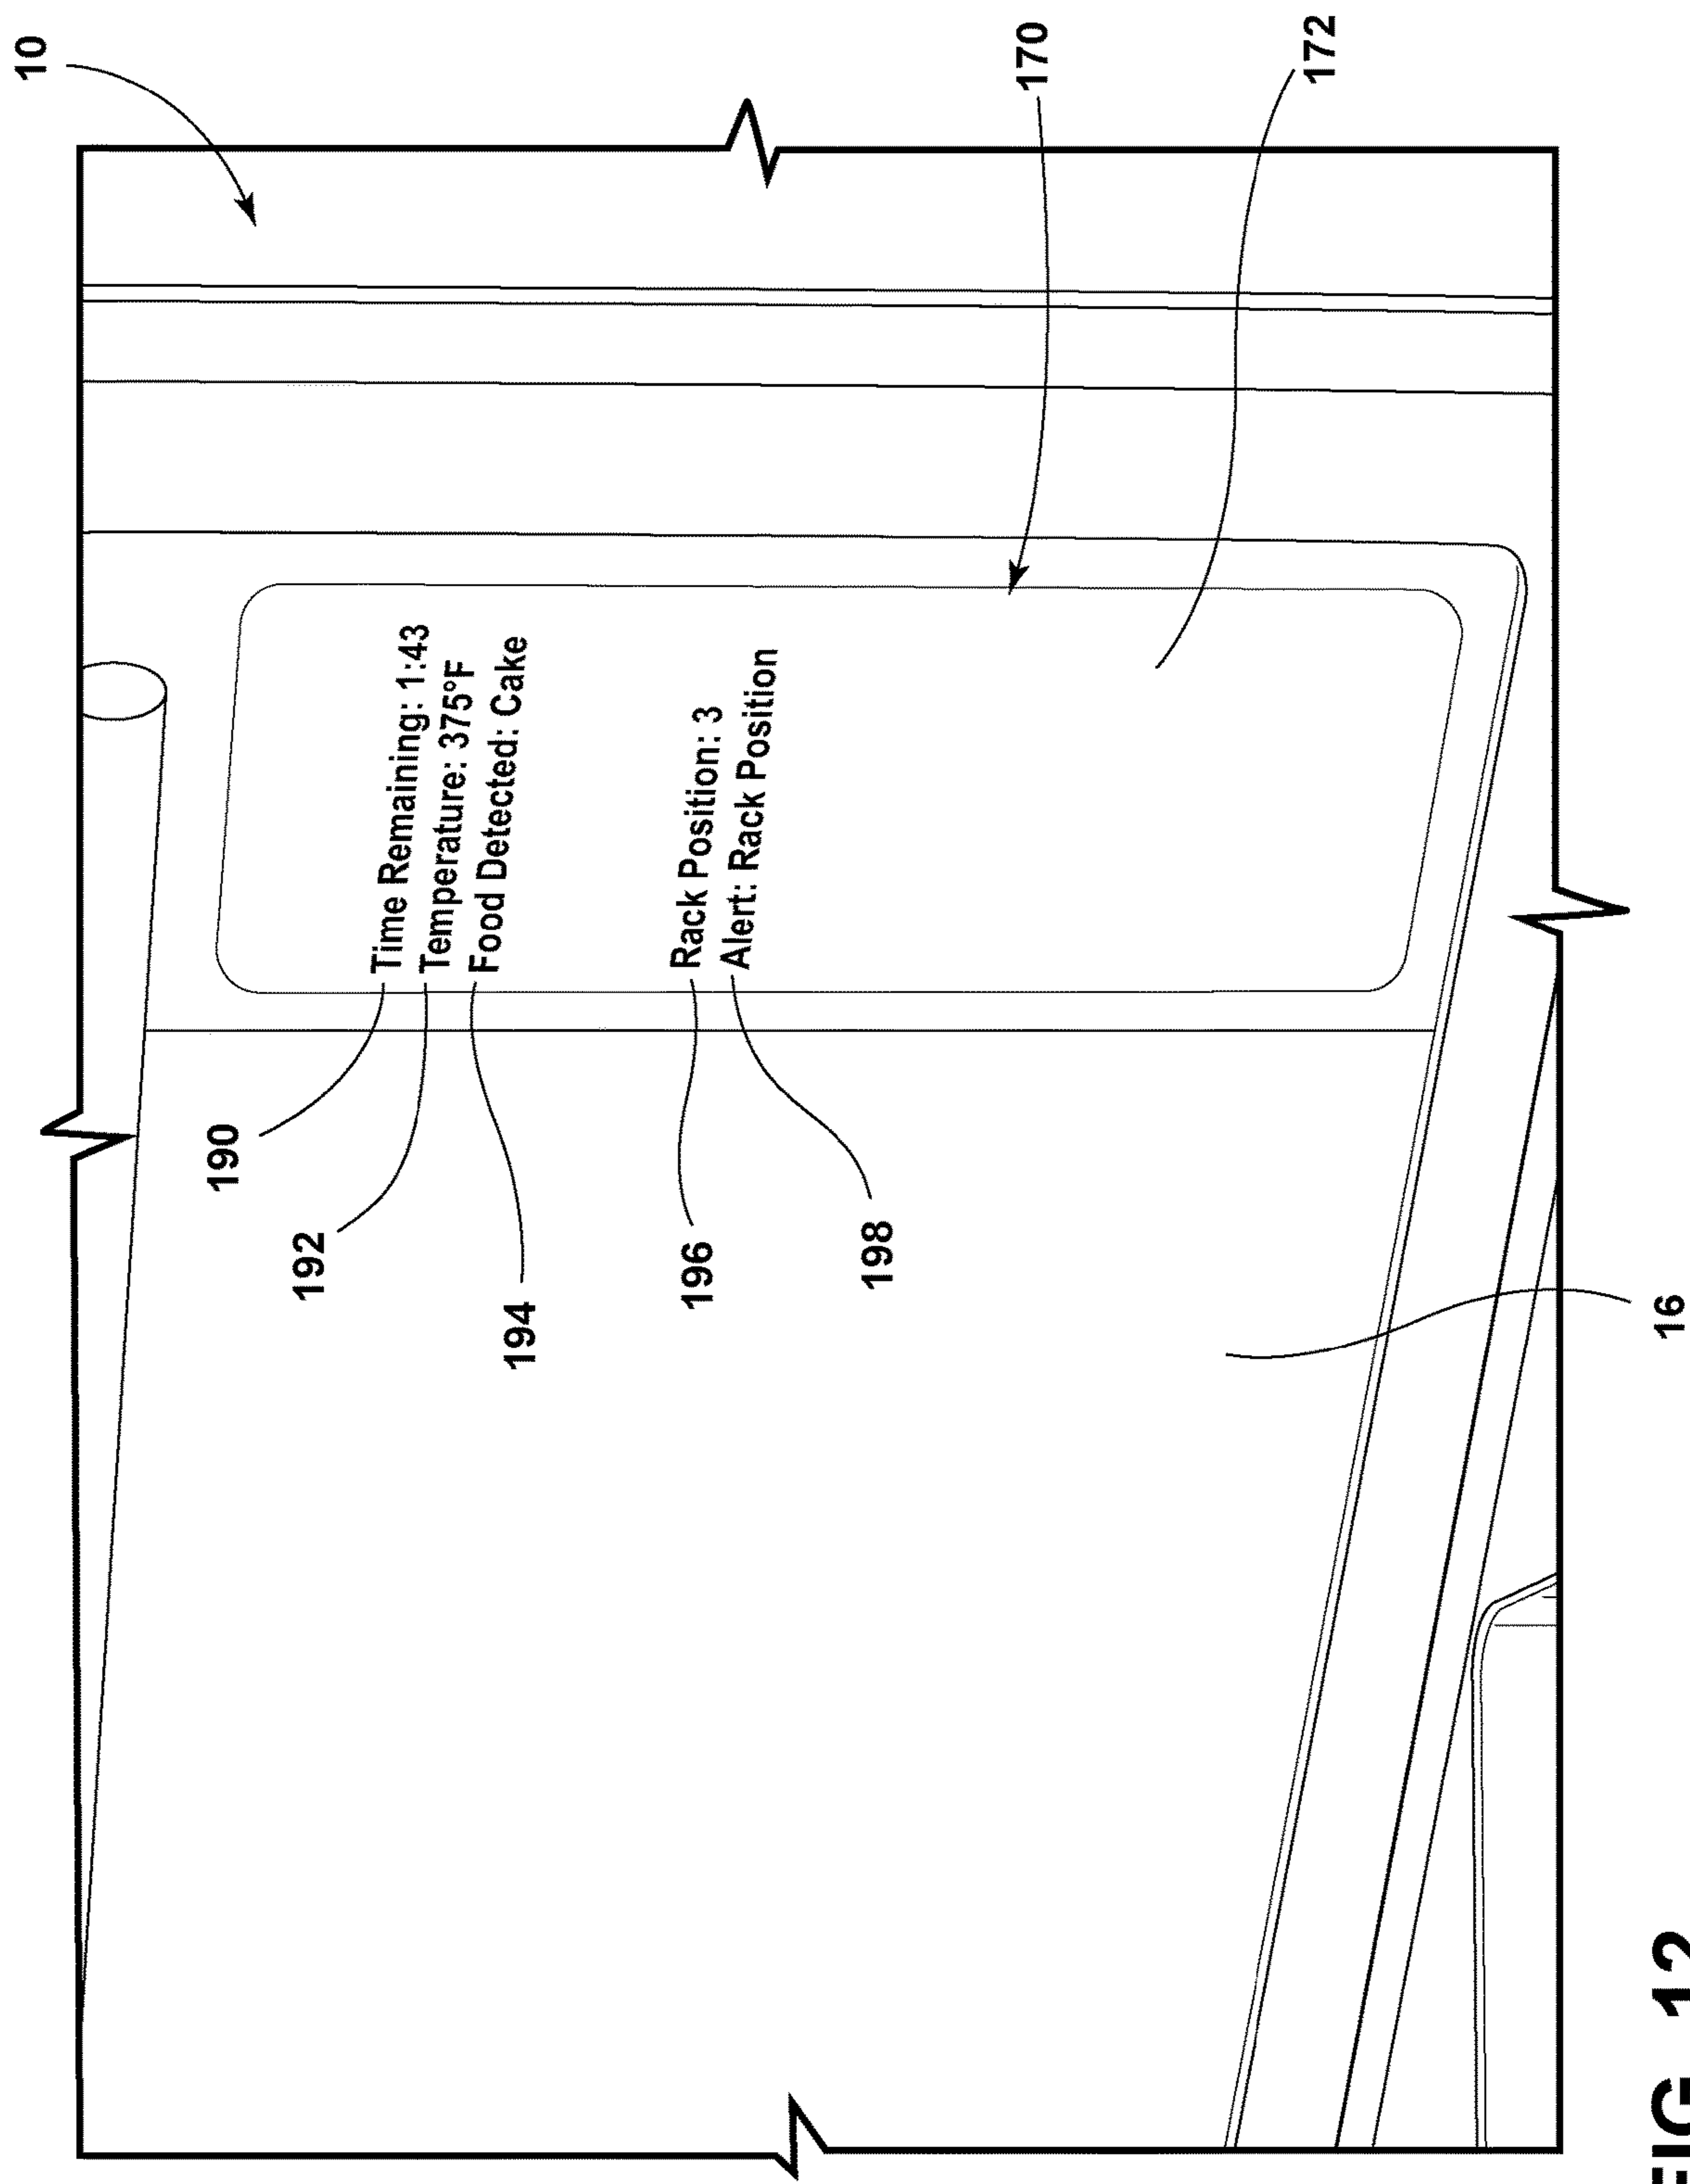 10
170
172
Time Remaining: 1:43
Temperature: 375°F
Food Detected: Cake
Rack Position: 3
Alert: Rack Position
190
192
194
196
198
16
FIG. 12